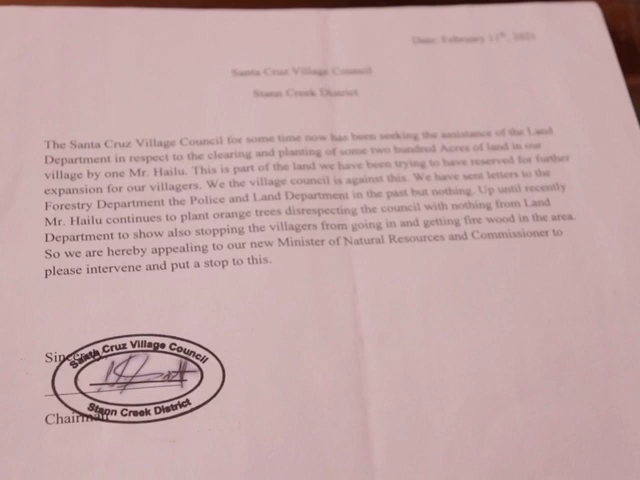 Date: February 11th, 2021
Santa Cruz Village Council
Stann Creek District
The Santa Cruz Village Council for some time now has been seeking the assistance of the Land
Department in respect to the clearing and planting of some two hundred Acres of land in our
village by one Mr. Hailu. This is part of the land we have been trying to have reserved for further
expansion for our villagers. We the village council is against this. We have sent letters to the
Forestry Department the Police and Land Department in the past but nothing. Up until recently
Mr. Hailu continues to plant orange trees disrespecting the council with nothing from Land
Department to show also stopping the villagers from going in and getting fire wood in the area.
So we are hereby appealing to our new Minister of Natural Resources and Commissioner to
please intervene and put a stop to this.
Santa Cruz Village Council
Stann Creek District
Chairman